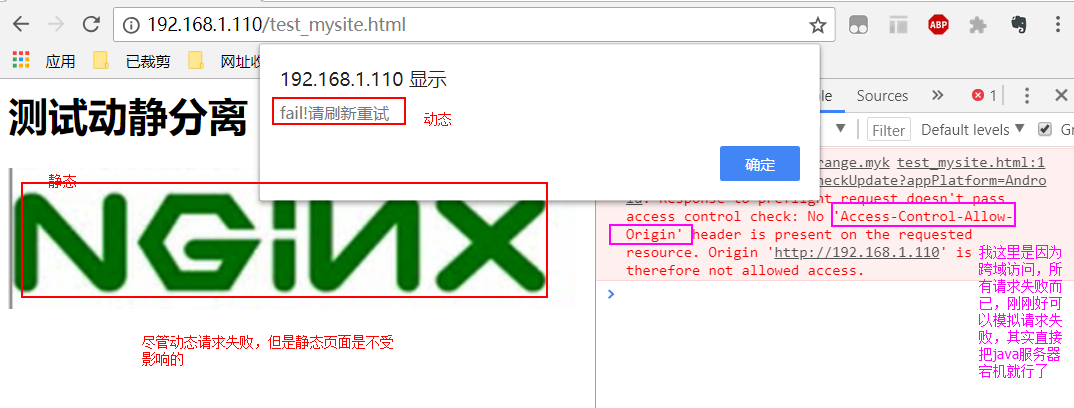 192.168.1.110/test_mysite.html
ABP
应用
已裁剪
网址收
192.168.1.110 显示
fail!请刷新重试
动态
确定
测试动静分离
静态
NGiNX
尽管动态请求失败，但是静态页面是不受
影响的
Sources
1
Filter
Default levels
Gr
range.myk test_mysite.html:1
eckUpdate?appPlatform=Andro
id. Response to preflight request doesn't pass
access control check: No 'Access-Control-Allow-
Origin' header is present on the requested
resource. Origin 'http://192.168.1.110' is
therefore not allowed access.
我这里是因为
跨域访问，所
有请求失败而
已，刚刚好可
以模拟请求失
败，其实直接
把java服务器
宕机就行了